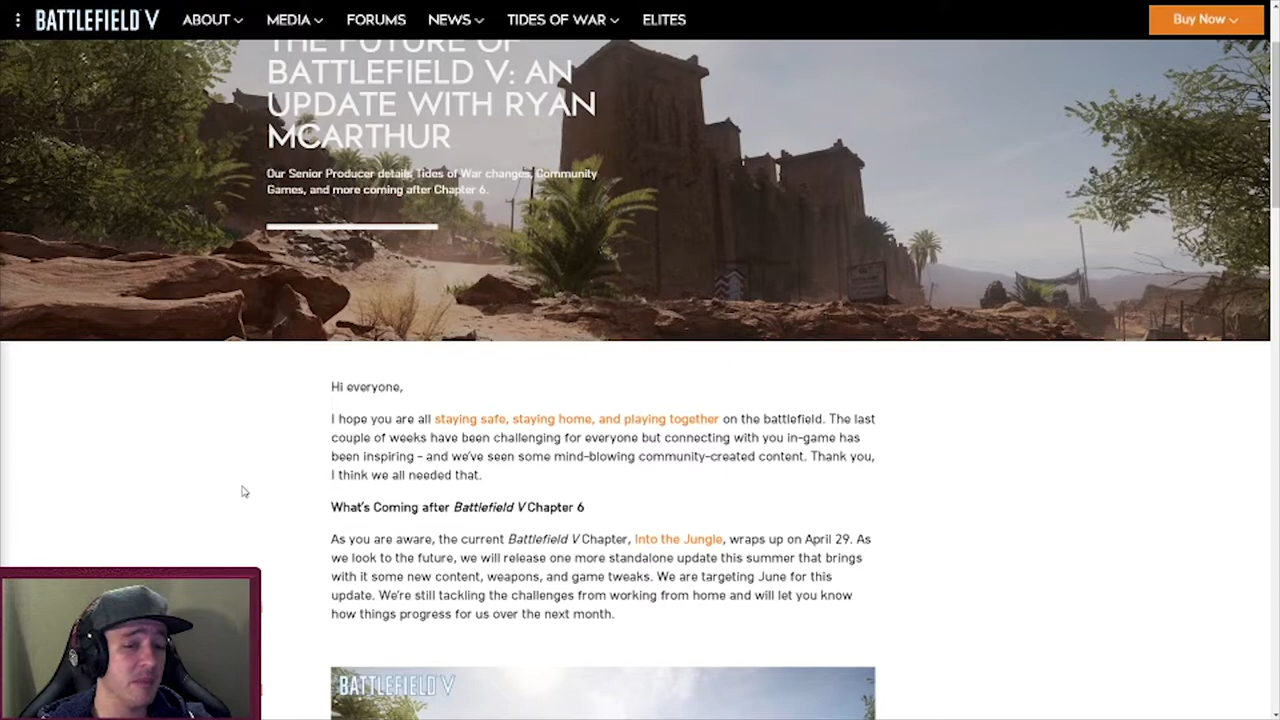 BATTLEFIELD V
ABOUT
MEDIA
FORUMS
NEWS
TIDES OF WAR
ELITES
Buy Now
THE FUTURE OF
BATTLEFIELD V: AN
UPDATE WITH RYAN
MCARTHUR
Our Senior Producer details Tides of War changes, Community
Games, and more coming after Chapter 6.
Hi everyone,
I hope you are all staying safe, staying home, and playing together on the battlefield. The last
couple of weeks have been challenging for everyone but connecting with you in-game has
been inspiring – and we've seen some mind-blowing community-created content. Thank you,
I think we all needed that.
What's Coming after Battlefield V Chapter 6
As you are aware, the current Battlefield V Chapter, Into the Jungle, wraps up on April 29. As
we look to the future, we will release one more standalone update this summer that brings
with it some new content, weapons, and game tweaks. We are targeting June for this
update. We're still tackling the challenges from working from home and will let you know
how things progress for us over the next month.
BATTLEFIELD V